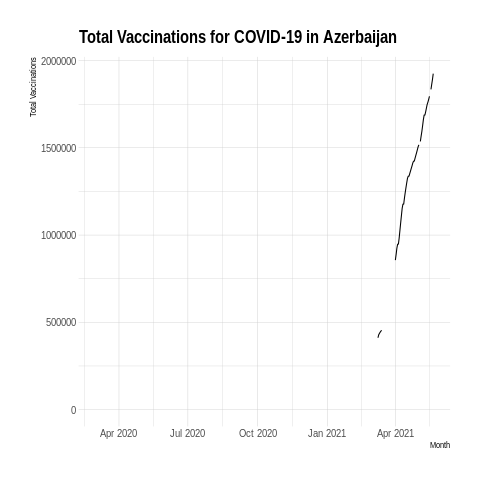 Total Vaccinations for COVID-19 in Azerbaijan
Total Vaccinations
2000000
1500000
1000000
500000
0
Apr 2020 Jul 2020 Oct 2020 Jan 2021 Apr 2021
Month